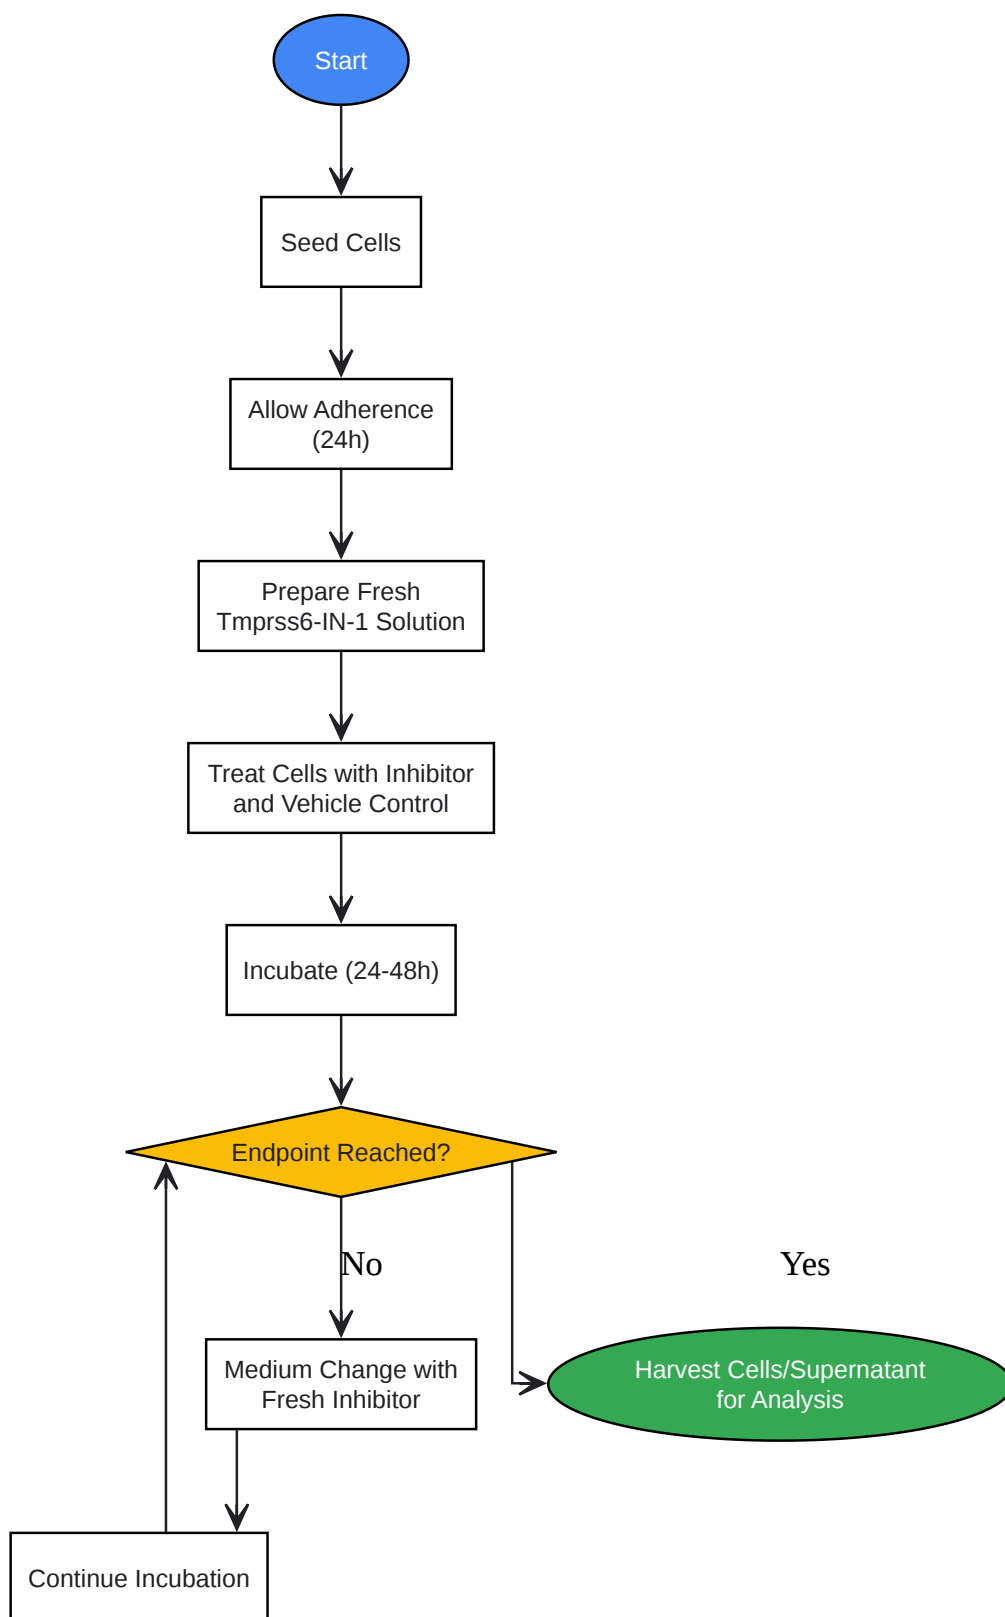 Start
Seed Cells
Allow Adherence
(24h)
Prepare Fresh
Tmprss6-IN-1 Solution
Treat Cells with Inhibitor
and Vehicle Control
Incubate (24-48h)
Endpoint Reached?
No
Yes
Medium Change with
Fresh Inhibitor
Harvest Cells/Supernatant
for Analysis
Continue Incubation